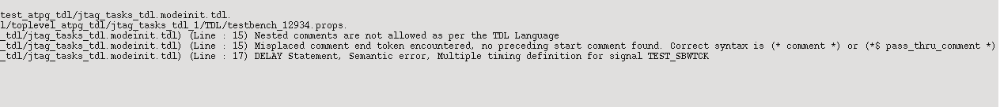 test_atpg_tdl/jtag_tasks_tdl.modeinit.tdl.
l/toplevel_atpg_tdl/jtag_tasks_tdl_1/TDL/testbench_12934.props.
_tdl/jtag_tasks_tdl.modeinit.tdl) (Line : 15) Nested comments are not allowed as per the TDL Language
_tdl/jtag_tasks_tdl.modeinit.tdl) (Line : 15) Misplaced comment end token encountered, no preceding start comment found. Correct syntax is (* comment *) or (*$ pass_thru_comment *)
_tdl/jtag_tasks_tdl.modeinit.tdl) (Line : 17) DELAY Statement, Semantic error, Multiple timing definition for signal TEST_SBWTCK